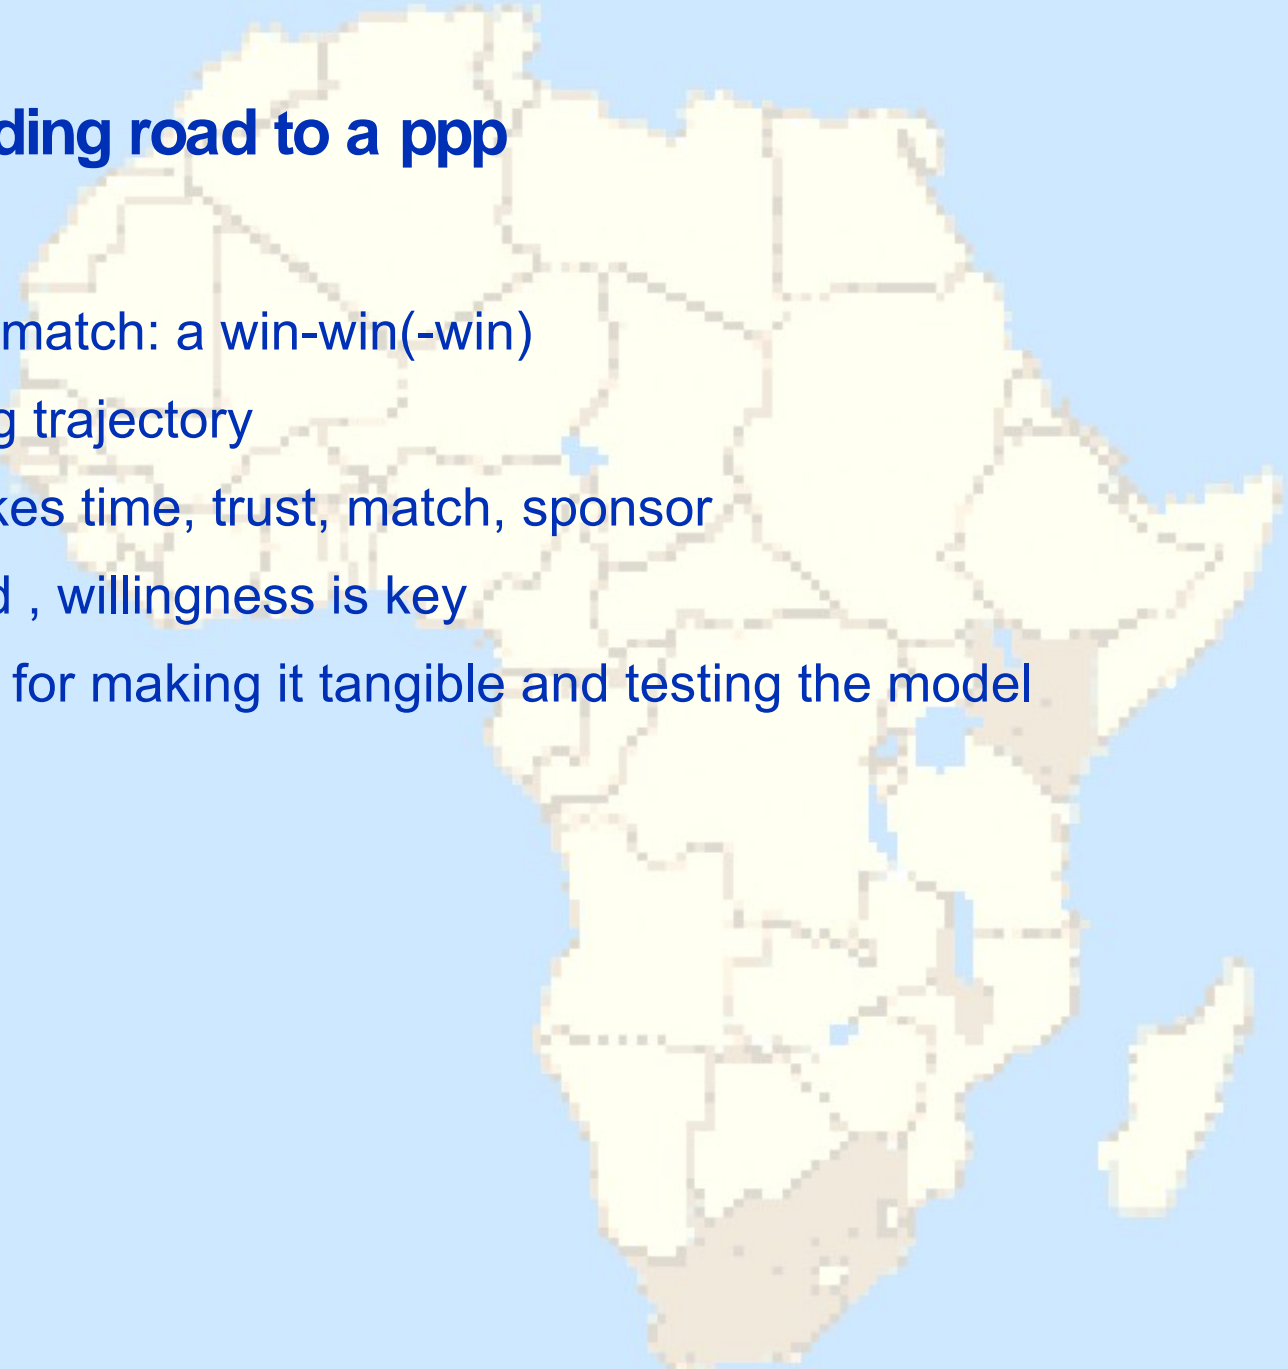 ding road to a ppp
match: a win-win(-win)
g trajectory
kes time, trust, match, sponsor
d , willingness is key
for making it tangible and testing the model